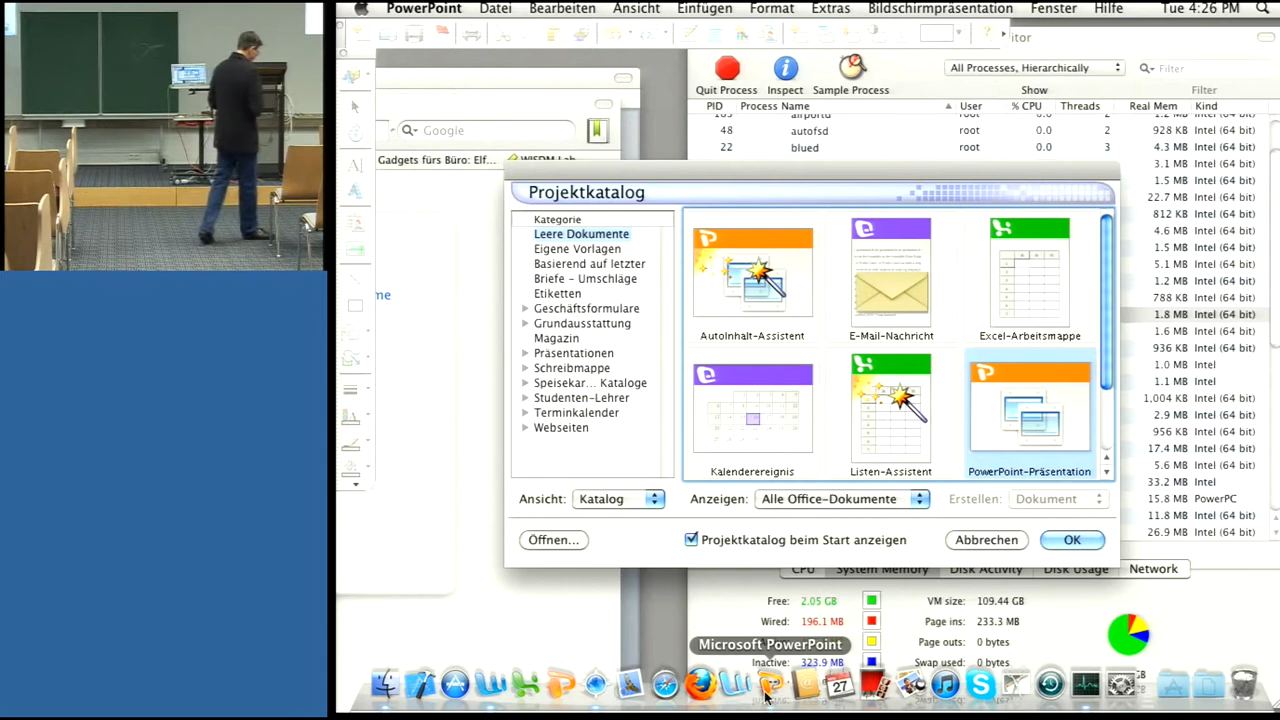 PowerPoint Datei Bearbeiten Ansicht Einfügen Format Extras Bildschirmpräsentation Fenster Hilfe Tue 4:26 PM
itor
Quit Process Inspect Sample Process
All Processes, Hierarchically
Show
Filter
Filter
PID Process Name User % CPU Threads Real Mem Kind
airportd 1.2 MB Intel (64 bit)
48 autofsd root 0.0 2 928 KB Intel (64 bit)
22 blued root 0.0 3 4.3 MB Intel (64 bit)
3.1 MB Intel (64 bit)
1.5 MB Intel (64 bit)
22.7 MB Intel (64 bit)
812 KB Intel (64 bit)
4.6 MB Intel (64 bit)
1.5 MB Intel (64 bit)
5.1 MB Intel (64 bit)
1.2 MB Intel (64 bit)
788 KB Intel (64 bit)
1.8 MB Intel (64 bit)
1.6 MB Intel (64 bit)
936 KB Intel (64 bit)
1.0 MB Intel
1.1 MB Intel
1,004 KB Intel (64 bit)
2.9 MB Intel (64 bit)
956 KB Intel (64 bit)
17.4 MB Intel (64 bit)
5.6 MB Intel (64 bit)
33.2 MB Intel
15.8 MB PowerPC
11.8 MB Intel (64 bit)
26.9 MB Intel (64 bit)
Google
Gadgets fürs Büro: Elf... WISDM Lab
me
Projektkatalog
Kategorie
Leere Dokumente
Eigene Vorlagen
Basierend auf letzter
Briefe – Umschläge
Etiketten
Geschäftsformulare
Grundausstattung
Magazin
Präsentationen
Schreibmappe
Speisekar... Kataloge
Studenten-Lehrer
Terminkalender
Webseiten
AutoInhalt-Assistent E-Mail-Nachricht Excel-Arbeitsmappe
Kalenderereignis Listen-Assistent PowerPoint-Präsentation
Ansicht: Katalog Anzeigen: Alle Office-Dokumente Erstellen: Dokument
Öffnen... Projektkatalog beim Start anzeigen Abbrechen OK
CPU System Memory Disk Activity Disk Usage Network
Free: 2.05 GB VM size: 109.44 GB
Wired: 196.1 MB Page ins: 233.3 MB
Page outs: 0 bytes
Inactive: 323.9 MB Swap used: 0 bytes
Microsoft PowerPoint
27